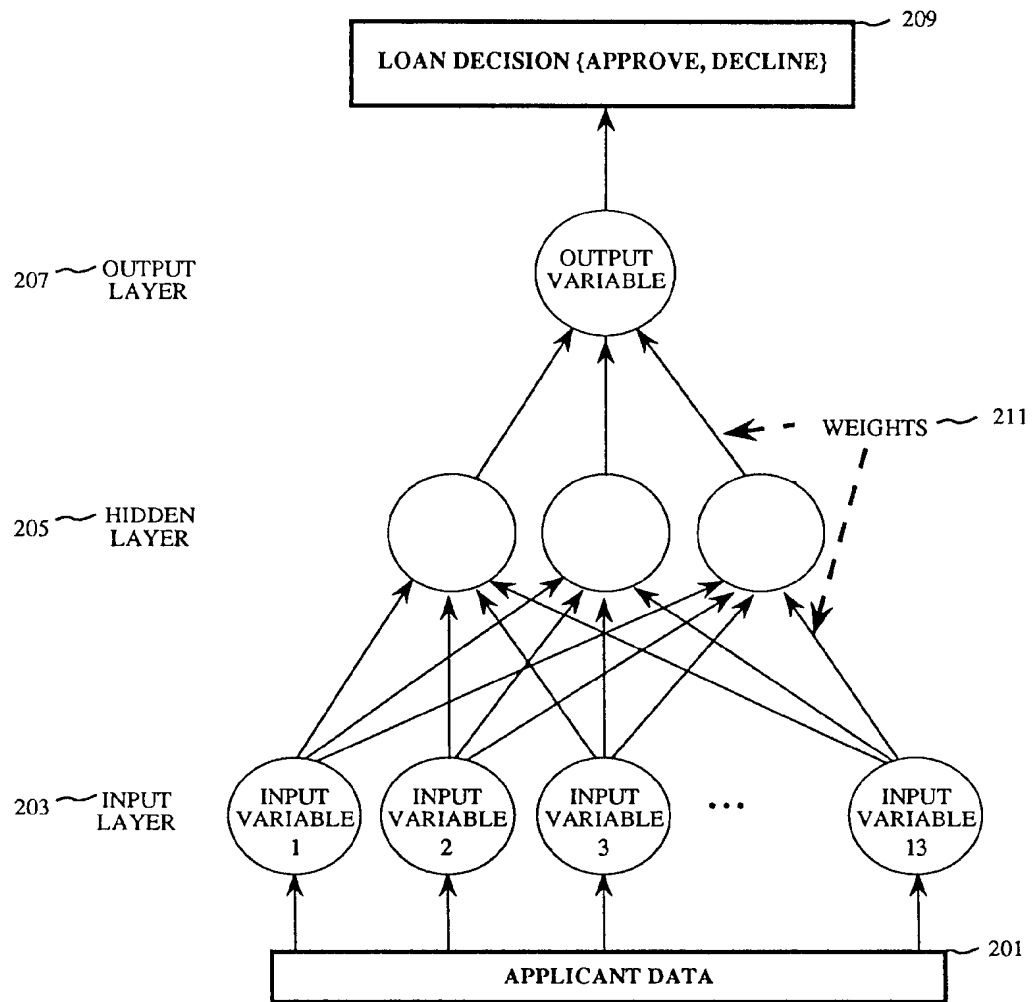 209
LOAN DECISION {APPROVE, DECLINE}
207
OUTPUT
LAYER
OUTPUT
VARIABLE
WEIGHTS
211
205
HIDDEN
LAYER
203
INPUT
LAYER
INPUT
VARIABLE
1
INPUT
VARIABLE
2
INPUT
VARIABLE
3
...
INPUT
VARIABLE
13
201
APPLICANT DATA